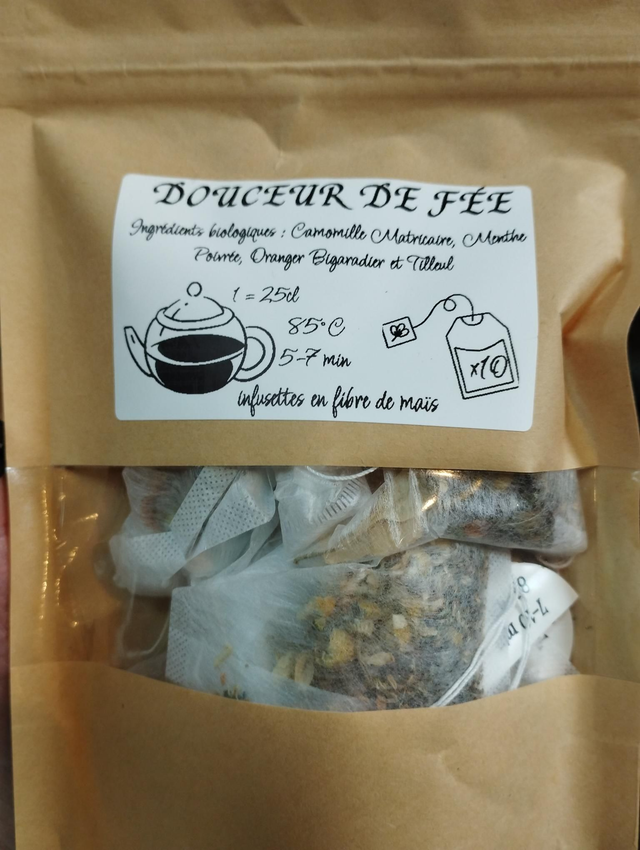 DOUCEUR DE FÉE
Ingrédients biologiques : Camomille Matricaire, Menthe
Poivrée, Oranger Bigaradier et Tilleul
1 = 25cl
85°C
5-7 min
x10
infusettes en fibre de maïs